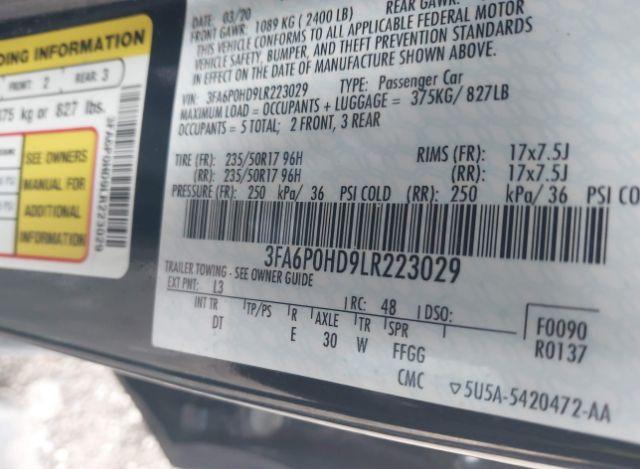 DATE: 03/20
FRONT GAWR: 1089 KG ( 2400 LB)
REAR GAWR:
THIS VEHICLE CONFORMS TO ALL APPLICABLE FEDERAL MOTOR
VEHICLE SAFETY, BUMPER, AND THEFT PREVENTION STANDARDS
IN EFFECT ON THE DATE OF MANUFACTURE SHOWN ABOVE.
VIN: 3FA6P0HD9LR223029 TYPE: Passenger Car
MAXIMUM LOAD = OCCUPANTS + LUGGAGE = 375KG/ 827LB
OCCUPANTS = 5 TOTAL; 2 FRONT, 3 REAR
TIRE (FR): 235/50R17 96H RIMS (FR): 17x7.5J
(RR): 235/50R17 96H (RR): 17x7.5J
PRESSURE (FR): 250 kPa/ 36 PSI COLD (RR): 250 kPa/ 36 PSI CO
3FA6P0HD9LR223029
TRAILER TOWING - SEE OWNER GUIDE
EXT PNT: L3 RC: 48 DSO:
INT TR TP/PS R AXLE TR SPR F0090
DT E 30 W FFGG R0137
CMC ▽5U5A-5420472-AA
DING INFORMATION
FRONT: 2 REAR: 3
375 kg or 827 lbs.
SEE OWNERS
MANUAL FOR
ADDITIONAL
INFORMATION
3FA6P0HD9LR223029